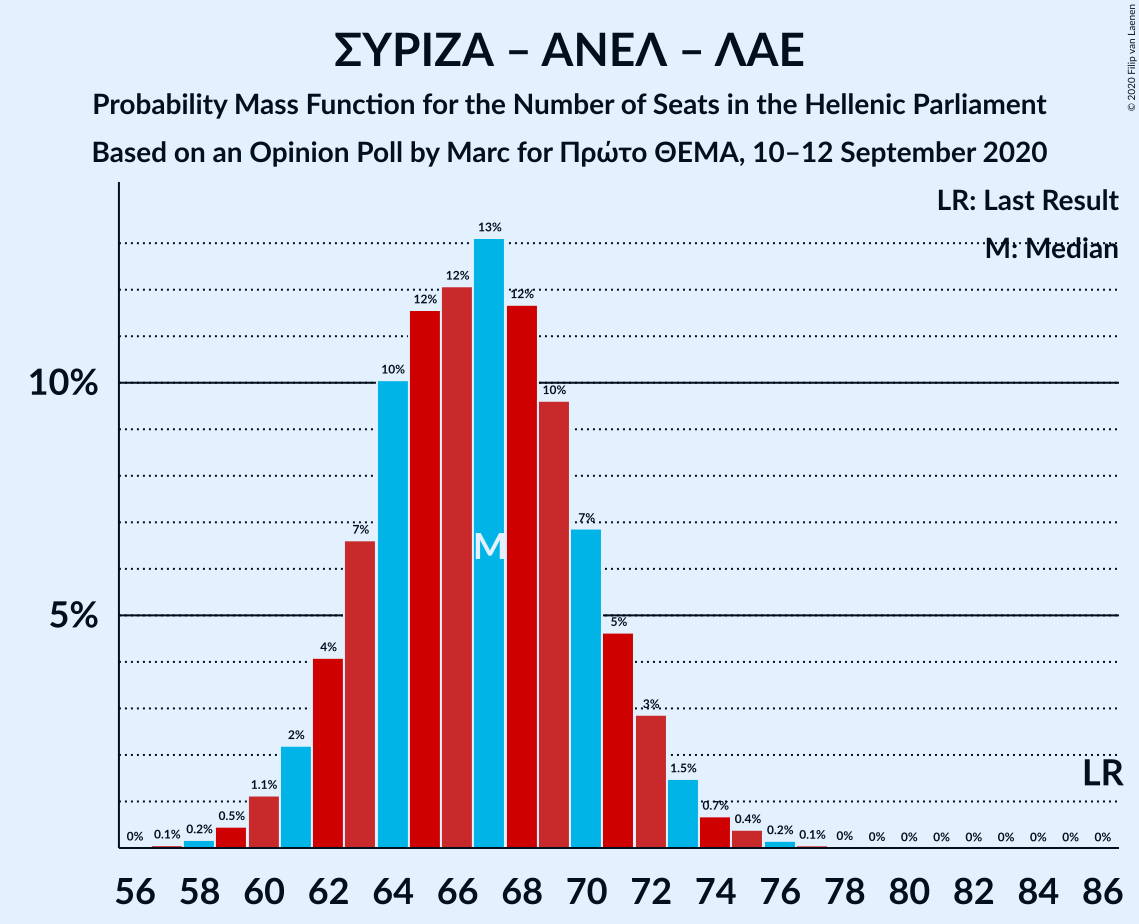 ΣΥΡΙΖΑ – ΑΝΕΛ – ΛΑΕ
Probability Mass Function for the Number of Seats in the Hellenic Parliament
Based on an Opinion Poll by Marc for Πρώτο ΘΕΜΑ, 10–12 September 2020
© 2020 Filip van Laenen
LR: Last Result
M: Median
10%
5%
0% 0.1% 0.2% 0.5% 1.1% 2% 4% 7% 10% 12% 12% 13% 12% 10% 7% 5% 3% 1.5% 0.7% 0.4% 0.2% 0.1% 0% 0% 0% 0% 0% 0% 0% 0% 0%
M
LR
56 58 60 62 64 66 68 70 72 74 76 78 80 82 84 86